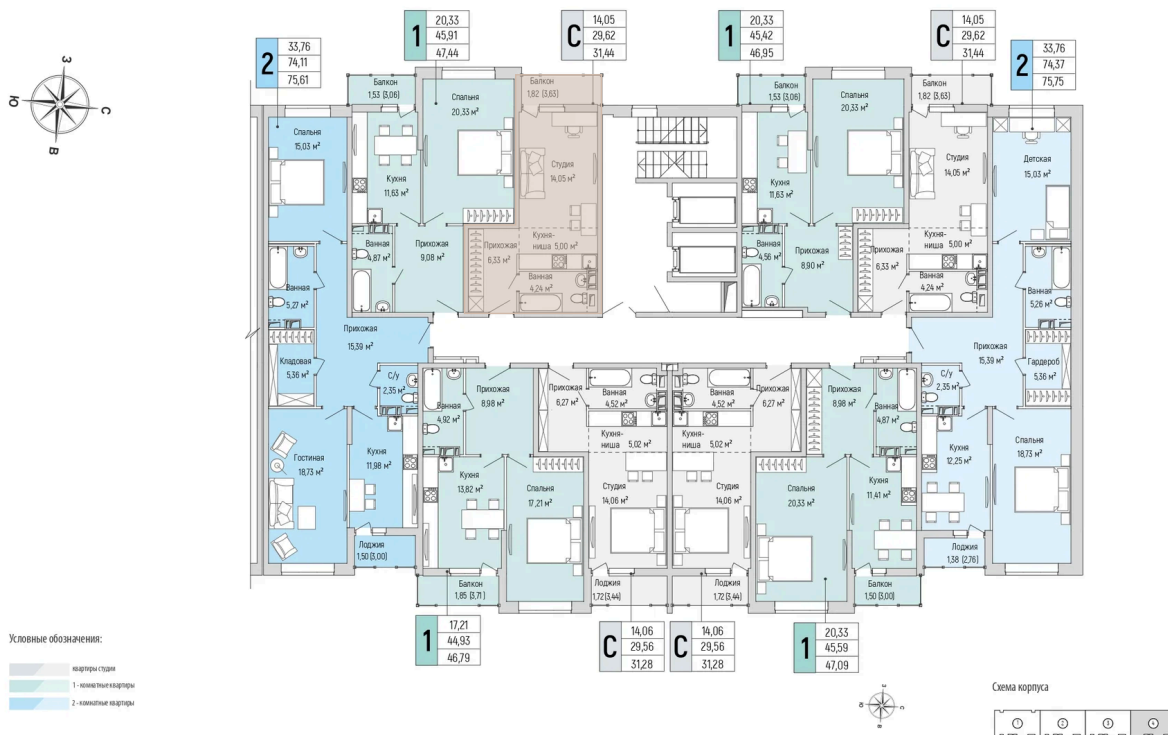 1
20,33
45,91
47,44
С
14,05
29,62
31,44
1
20,33
45,42
46,95
С
14,05
29,62
31,44
2
33,76
74,11
75,61
2
33,76
74,37
75,75
З
Ю
С
В
Балкон
1,53 (3,06)
Спальня
20,33 м²
Балкон
1,82 (3,63)
Балкон
1,53 (3,06)
Спальня
20,33 м²
Балкон
1,82 (3,63)
Спальня
15,03 м²
Кухня
11,63 м²
Студия
14,05 м²
Кухня
11,63 м²
Студия
14,05 м²
Детская
15,03 м²
Ванная
4,87 м²
Прихожая
9,08 м²
Прихожая
6,33 м²
Кухня-
ниша 5,00 м²
Ванная
4,24 м²
Ванная
4,56 м²
Прихожая
8,90 м²
Прихожая
6,33 м²
Кухня-
ниша 5,00 м²
Ванная
4,24 м²
Ванная
5,27 м²
Ванная
5,26 м²
Прихожая
15,39 м²
Кладовая
5,36 м²
С/у
2,35 м²
Прихожая
15,39 м²
Гардероб
5,36 м²
С/у
2,35 м²
Ванная
4,92 м²
Прихожая
8,98 м²
Прихожая
6,27 м²
Ванная
4,52 м²
Ванная
4,52 м²
Прихожая
6,27 м²
Прихожая
8,98 м²
Ванная
4,87 м²
Кухня-
ниша 5,02 м²
Кухня-
ниша 5,02 м²
Гостиная
18,73 м²
Кухня
11,98 м²
Кухня
13,82 м²
Спальня
17,21 м²
Студия
14,06 м²
Студия
14,06 м²
Спальня
20,33 м²
Кухня
11,41 м²
Кухня
12,25 м²
Спальня
18,73 м²
Лоджия
1,50 (3,00)
Балкон
1,85 (3,71)
Лоджия
1,72 (3,44)
Лоджия
1,72 (3,44)
Балкон
1,50 (3,00)
Лоджия
1,38 (2,76)
1
17,21
44,93
46,79
С
14,06
29,56
31,28
С
14,06
29,56
31,28
1
20,33
45,59
47,09
Условные обозначения:
квартиры студии
1 - комнатные квартиры
2 - комнатные квартиры
З
Ю
С
В
Схема корпуса
1
2
3
4